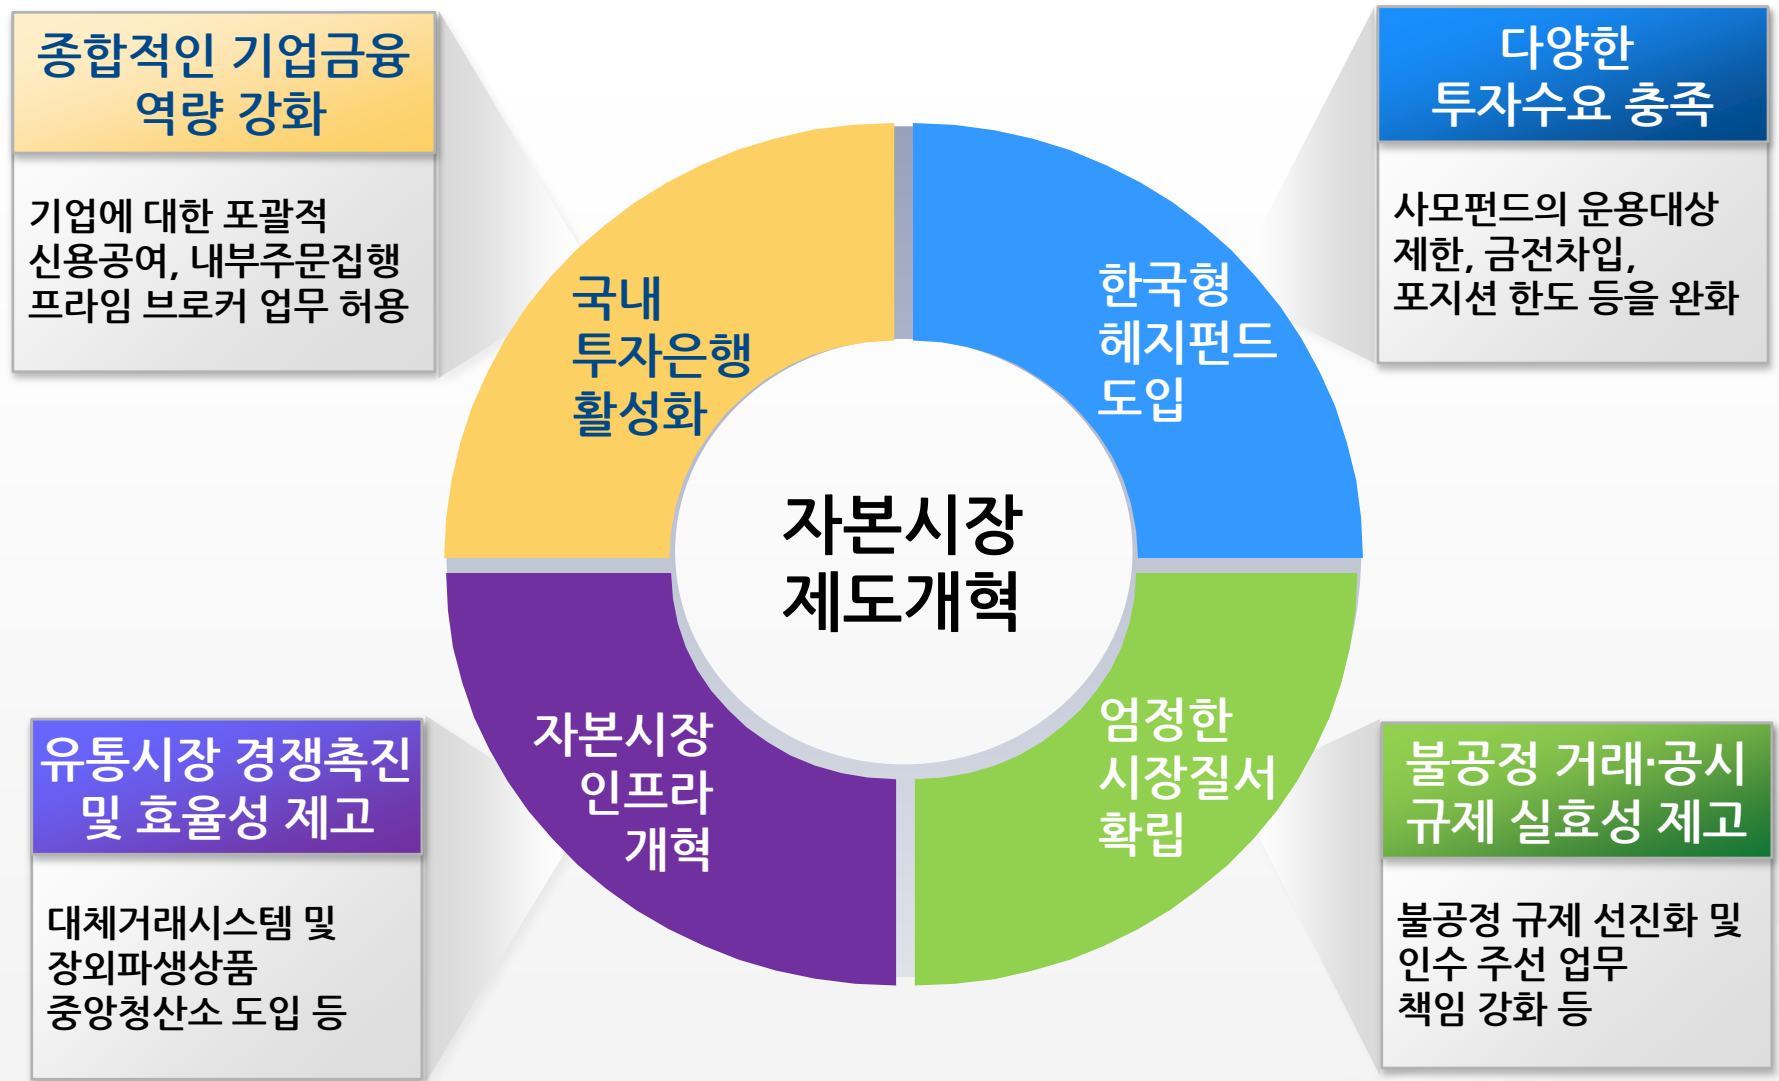 종합적인 기업금융
역량 강화
기업에 대한 포괄적
신용공여, 내부주문집행
프라임 브로커 업무 허용
다양한
투자수요 충족
사모펀드의 운용대상
제한, 금전차입,
포지션 한도 등을 완화
국내
투자은행
활성화
한국형
헤지펀드
도입
자본시장
제도개혁
자본시장
인프라
개혁
엄정한
시장질서
확립
유통시장 경쟁촉진
및 효율성 제고
대체거래시스템 및
장외파생상품
중앙청산소 도입 등
불공정 거래·공시
규제 실효성 제고
불공정 규제 선진화 및
인수 주선 업무
책임 강화 등